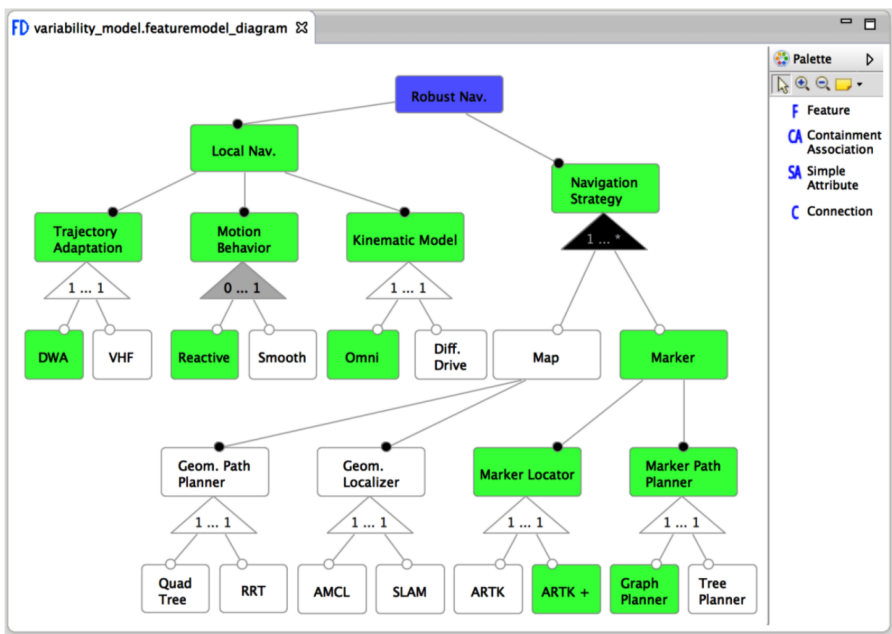 FD variability_model.featuremodel_diagram
Palette
Robust Nav.
F Feature
CA Containment
Association
SA Simple
Attribute
C Connection
Local Nav.
Navigation
Strategy
1 ... *
Trajectory
Adaptation
Motion
Behavior
Kinematic Model
1 ... 1
0 ... 1
1 ... 1
DWA
VHF
Reactive
Smooth
Omni
Diff.
Drive
Map
Marker
Geom. Path
Planner
Geom.
Localizer
Marker Locator
Marker Path
Planner
1 ... 1
1 ... 1
1 ... 1
1 ... 1
Quad
Tree
RRT
AMCL
SLAM
ARTK
ARTK +
Graph
Planner
Tree
Planner